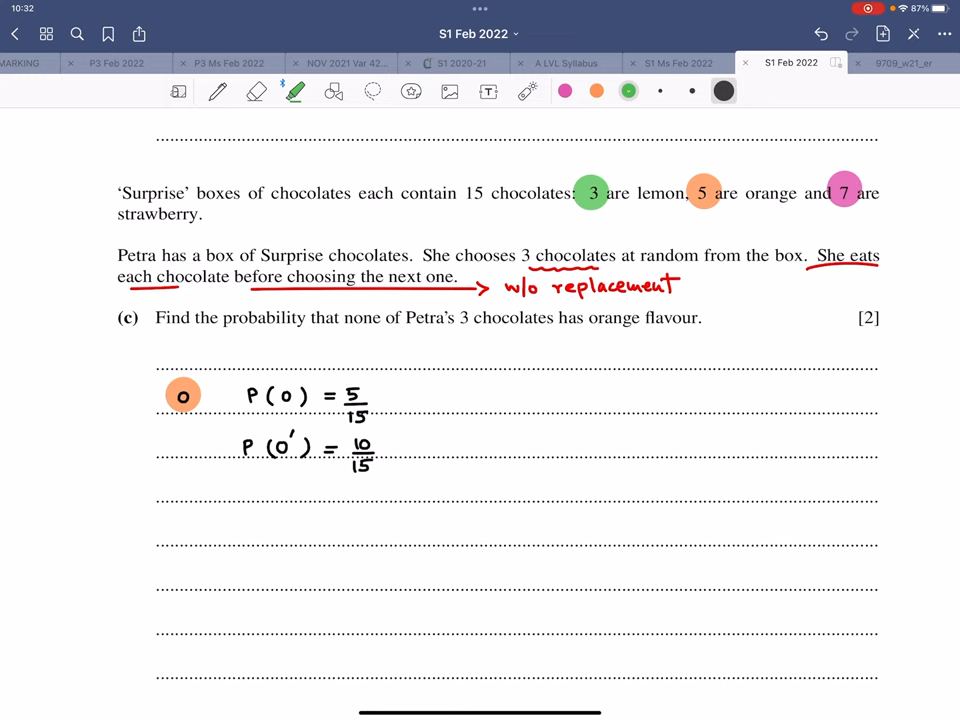 10:32
87%
S1 Feb 2022
MARKING P3 Feb 2022 P3 Ms Feb 2022 NOV 2021 Var 42... S1 2020-21 A LVL Syllabus S1 Ms Feb 2022 S1 Feb 2022 9709_w21_er
‘Surprise’ boxes of chocolates each contain 15 chocolates: 3 are lemon, 5 are orange and 7 are
strawberry.
Petra has a box of Surprise chocolates. She chooses 3 chocolates at random from the box. She eats
each chocolate before choosing the next one.
w/o replacement
(c) Find the probability that none of Petra’s 3 chocolates has orange flavour. [2]
O P(O) = 5/15
P(O') = 10/15